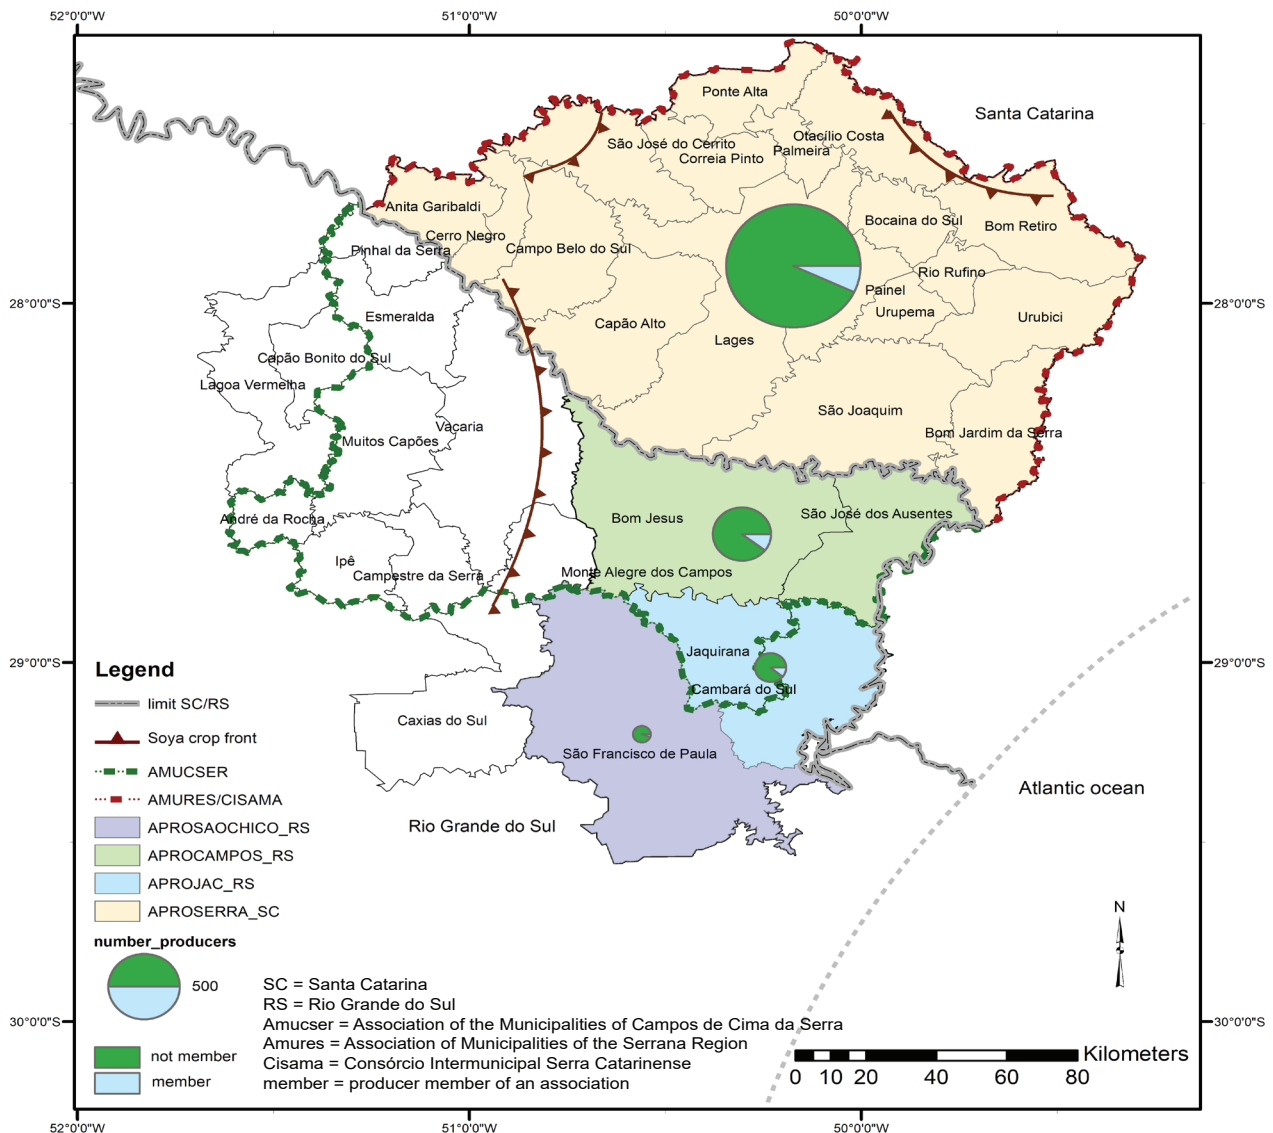 52°0'0"W
51°0'0"W
50°0'0"W
Ponte Alta
Santa Catarina
Otacílio Costa
São José do Cerrito
Palmeira
Correia Pinto
Anita Garibaldi
Bocaina do Sul
Bom Retiro
Cerro Negro
Campo Belo do Sul
Pinhal da Serra
Rio Rufino
Painel
28°0'0"S
28°0'0"S
Urupema
Esmeralda
Capão Alto
Urubici
Lages
Capão Bonito do Sul
Lagoa Vermelha
São Joaquim
Vacaria
Bom Jardim da Serra
Muitos Capões
André da Rocha
Bom Jesus
São José dos Ausentes
Ipê
Campestre da Serra
Monte Alegre dos Campos
Jaquirana
29°0'0"S
29°0'0"S
Cambará do Sul
Caxias do Sul
São Francisco de Paula
Atlantic ocean
Rio Grande do Sul
Legend
limit SC/RS
Soya crop front
AMUCSER
AMURES/CISAMA
APROSAOCHICO_RS
APROCAMPOS_RS
APROJAC_RS
APROSERRA_SC
number_producers
500
not member
member
SC = Santa Catarina
RS = Rio Grande do Sul
Amucser = Association of the Municipalities of Campos de Cima da Serra
Amures = Association of Municipalities of the Serrana Region
Cisama = Consórcio Intermunicipal Serra Catarinense
member = producer member of an association
N
30°0'0"S
30°0'0"S
Kilometers
0 10 20 40 60 80
52°0'0"W
51°0'0"W
50°0'0"W